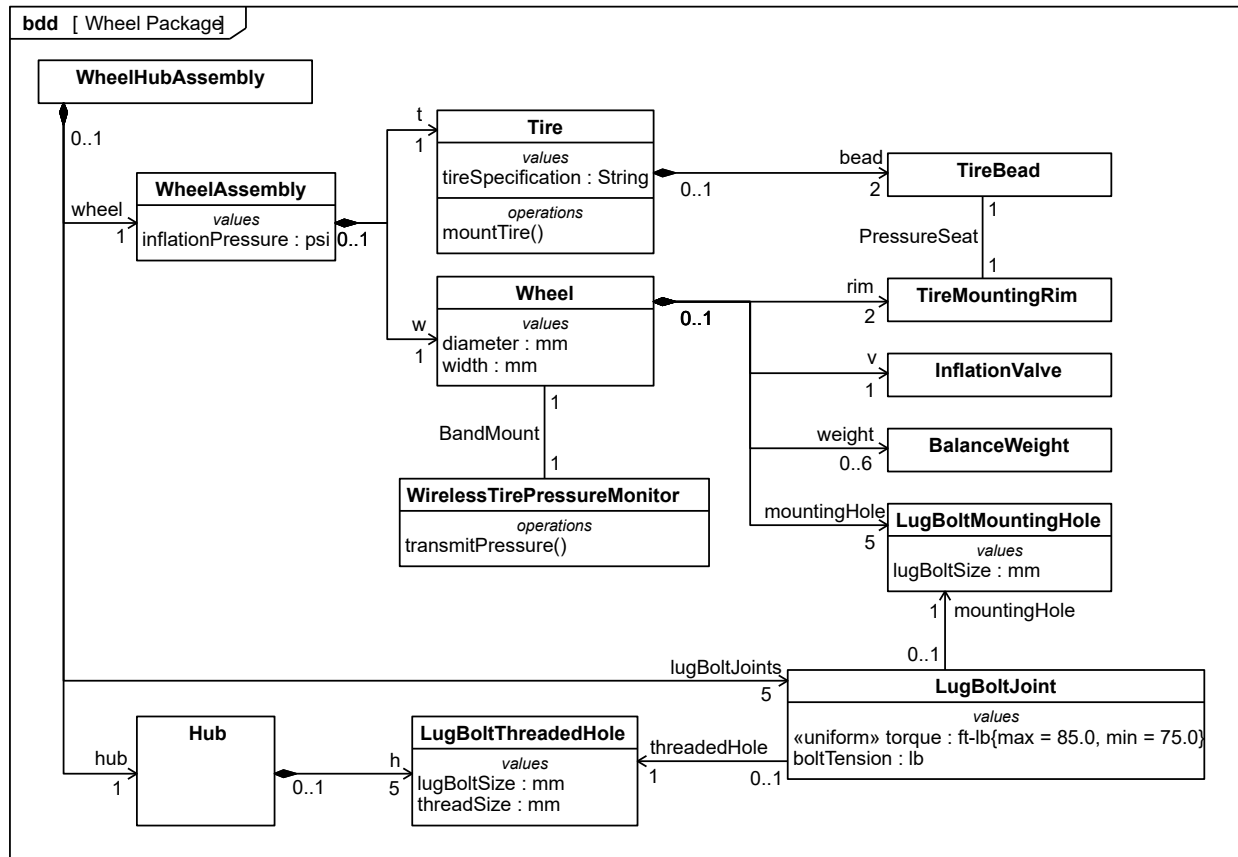 bdd [ Wheel Package]
WheelHubAssembly
0..1
t
1
Tire
values
tireSpecification : String
operations
mountTire()
0..1
bead
2
TireBead
wheel
1
WheelAssembly
values
inflationPressure : psi
0..1
1
PressureSeat
1
w
1
Wheel
values
diameter : mm
width : mm
0..1
rim
2
TireMountingRim
v
1
InflationValve
weight
0..6
BalanceWeight
1
BandMount
1
WirelessTirePressureMonitor
operations
transmitPressure()
mountingHole
5
LugBoltMountingHole
values
lugBoltSize : mm
1
mountingHole
0..1
lugBoltJoints
5
LugBoltJoint
values
«uniform» torque : ft-lb{max = 85.0, min = 75.0}
boltTension : lb
hub
1
Hub
0..1
h
5
LugBoltThreadedHole
values
lugBoltSize : mm
threadSize : mm
threadedHole
1
0..1